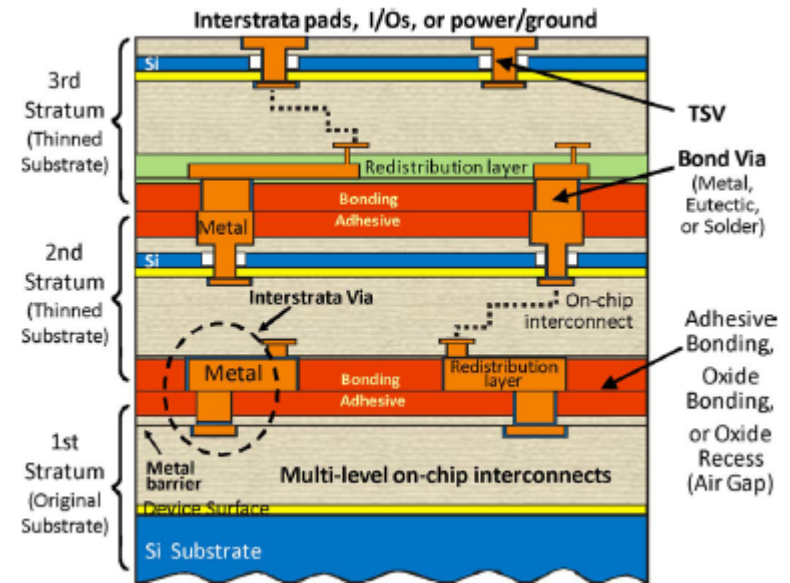 Interstrata pads, I/Os, or power/ground
3rd
Stratum
(Thinned
Substrate)
Si
TSV
Redistribution layer
Bond Via
(Metal,
Eutectic,
or Solder)
Bonding
Adhesive
Metal
2nd
Stratum
(Thinned
Substrate)
Si
Interstrata Via
On-chip
interconnect
Metal
Bonding
Adhesive
Redistribution
layer
Adhesive
Bonding,
Oxide
Bonding,
or Oxide
Recess
(Air Gap)
1st
Stratum
(Original
Substrate)
Metal
barrier
Multi-level on-chip interconnects
Device Surface
Si Substrate